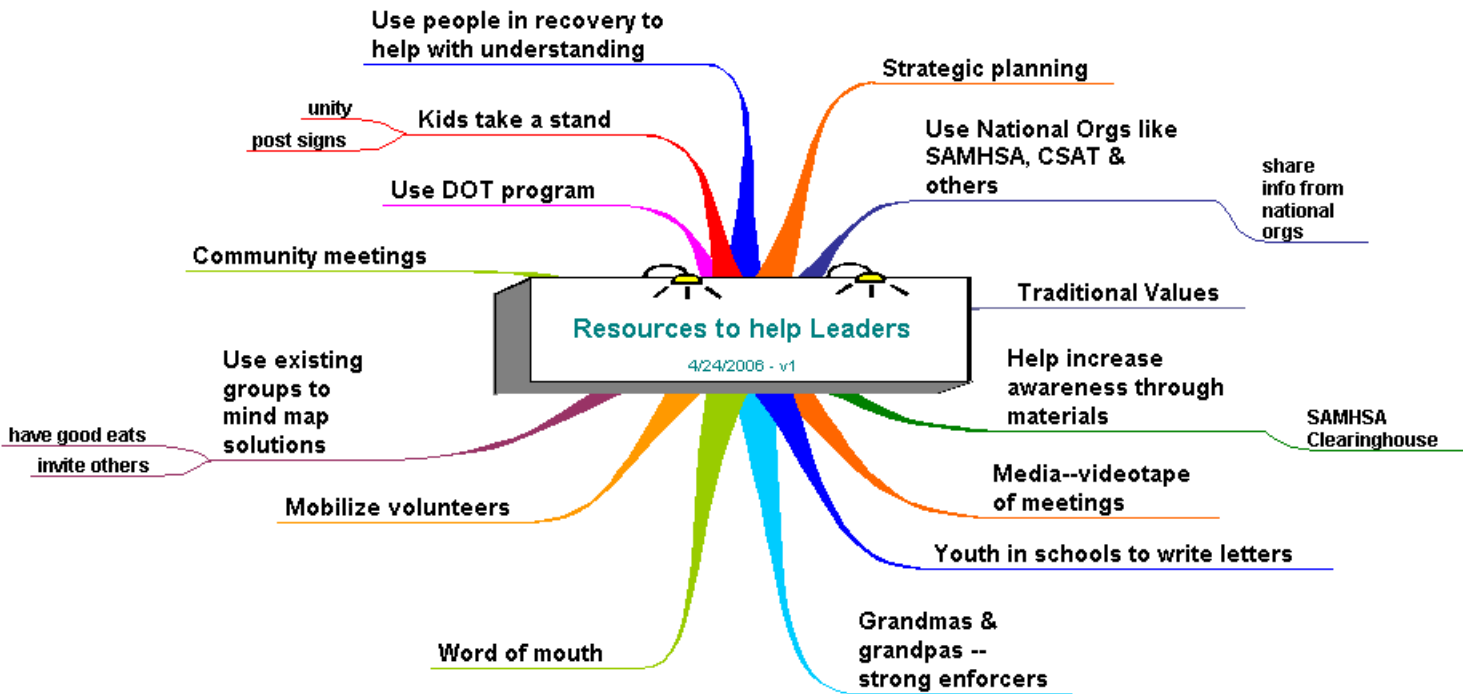 Resources to help Leaders
4/24/2006 - v1
Strategic planning
Use National Orgs like
SAMHSA, CSAT &
others
share
info from
national
orgs
Traditional Values
Help increase
awareness through
materials
SAMHSA
Clearinghouse
Media--videotape
of meetings
Youth in schools to write letters
Grandmas &
grandpas --
strong enforcers
Word of mouth
Mobilize volunteers
Use existing
groups to
mind map
solutions
have good eats
invite others
Community meetings
Use DOT program
Kids take a stand
unity
post signs
Use people in recovery to
help with understanding